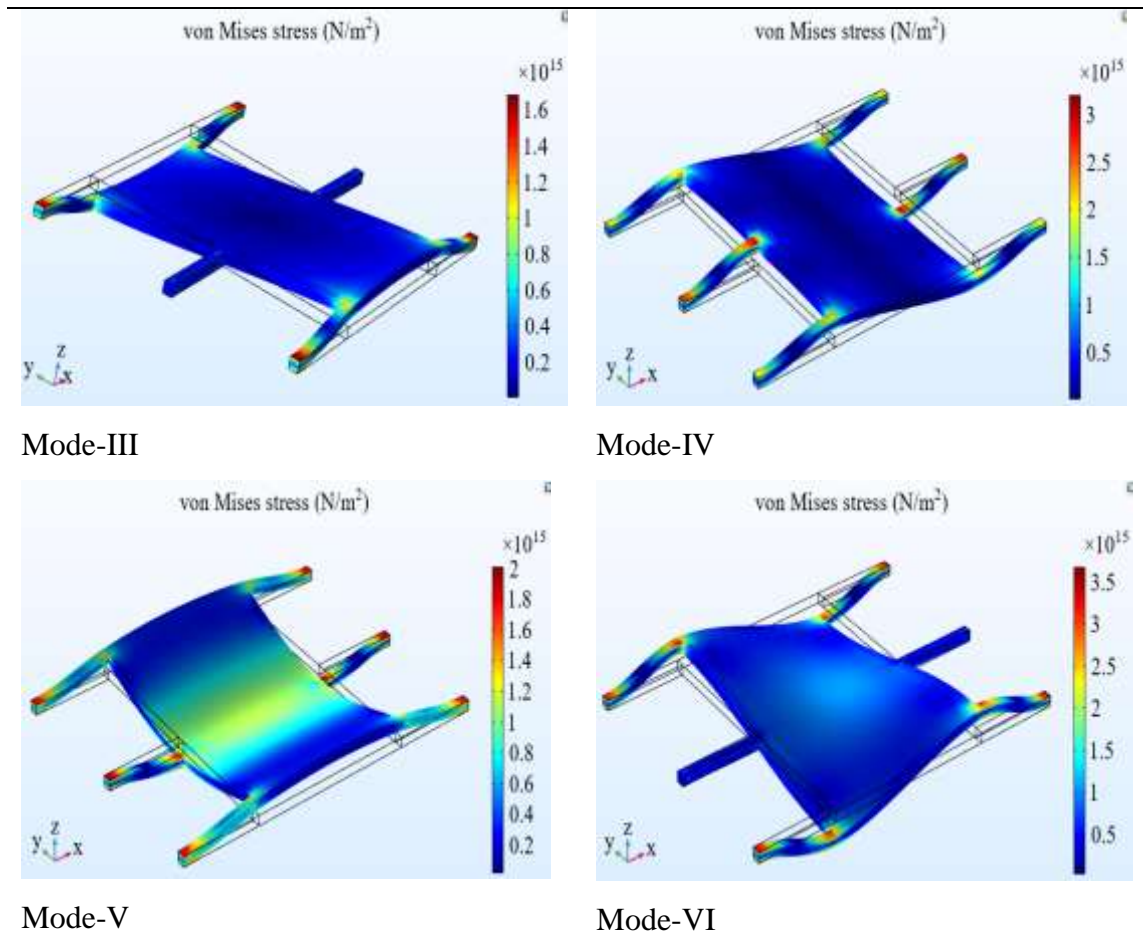 von Mises stress (N/m²)
×10¹⁵
1.6
1.4
1.2
1
0.8
0.6
0.4
0.2
y z x
Mode-III
von Mises stress (N/m²)
×10¹⁵
3
2.5
2
1.5
1
0.5
y z x
Mode-IV
von Mises stress (N/m²)
×10¹⁵
2
1.8
1.6
1.4
1.2
1
0.8
0.6
0.4
0.2
y z x
Mode-V
von Mises stress (N/m²)
×10¹⁵
3.5
3
2.5
2
1.5
1
0.5
y z x
Mode-VI